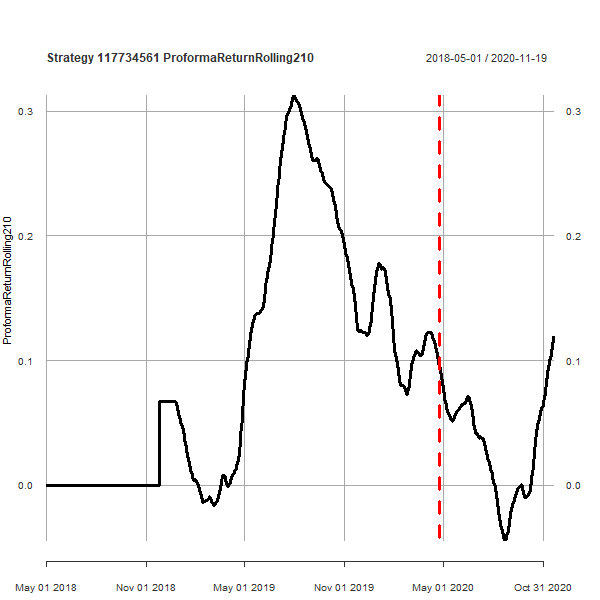 Strategy 117734561 ProformaReturnRolling210
2018-05-01 / 2020-11-19
ProformaReturnRolling210
0.3
0.3
0.2
0.2
0.1
0.1
0.0
0.0
May 01 2018
Nov 01 2018
May 01 2019
Nov 01 2019
May 01 2020
Oct 31 2020